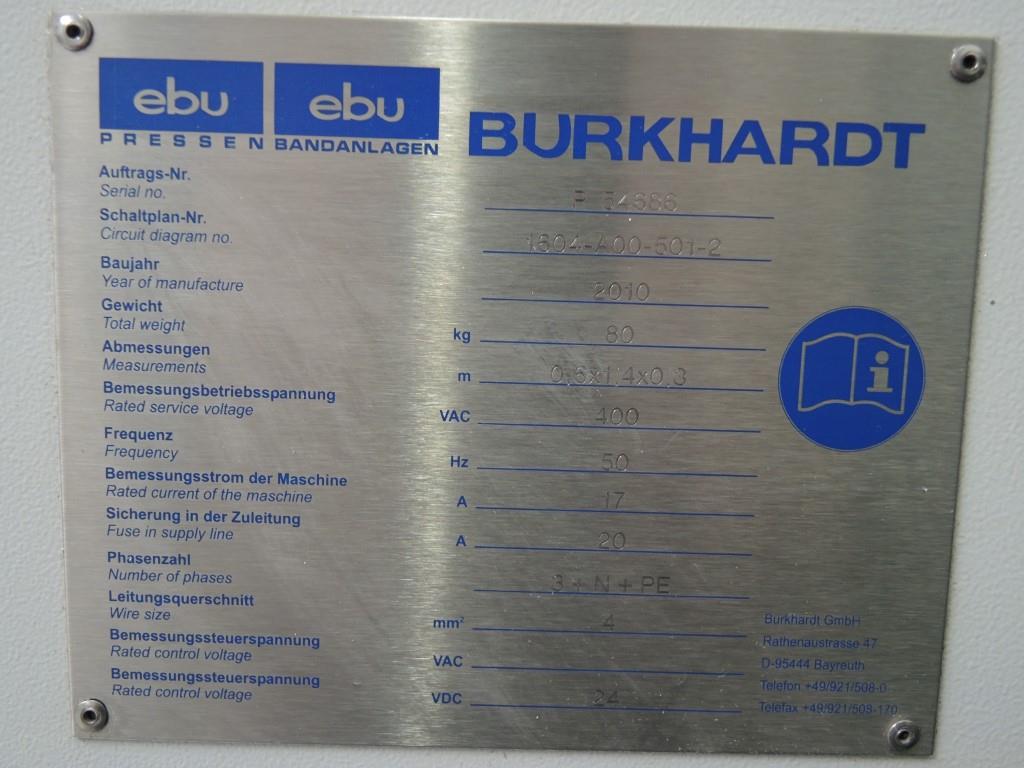 ebu ebu
PRESSEN BANDANLAGEN BURKHARDT
Auftrags-Nr.
Serial no. P 54686
Schaltplan-Nr.
Circuit diagram no. 1604-A00-501-2
Baujahr
Year of manufacture 2010
Gewicht
Total weight kg 80
Abmessungen
Measurements m 0,6x1,4x0,3
Bemessungsbetriebsspannung
Rated service voltage VAC 400
Frequenz
Frequency Hz 50
Bemessungsstrom der Maschine
Rated current of the maschine A 17
Sicherung in der Zuleitung
Fuse in supply line A 20
Phasenzahl
Number of phases 3 + N + PE
Leitungsquerschnitt
Wire size mm² 4
Bemessungssteuerspannung
Rated control voltage VAC
Bemessungssteuerspannung
Rated control voltage VDC 24
Burkhardt GmbH
Rathenaustrasse 47
D-95444 Bayreuth
Telefon +49/921/508-0
Telefax +49/921/508-170